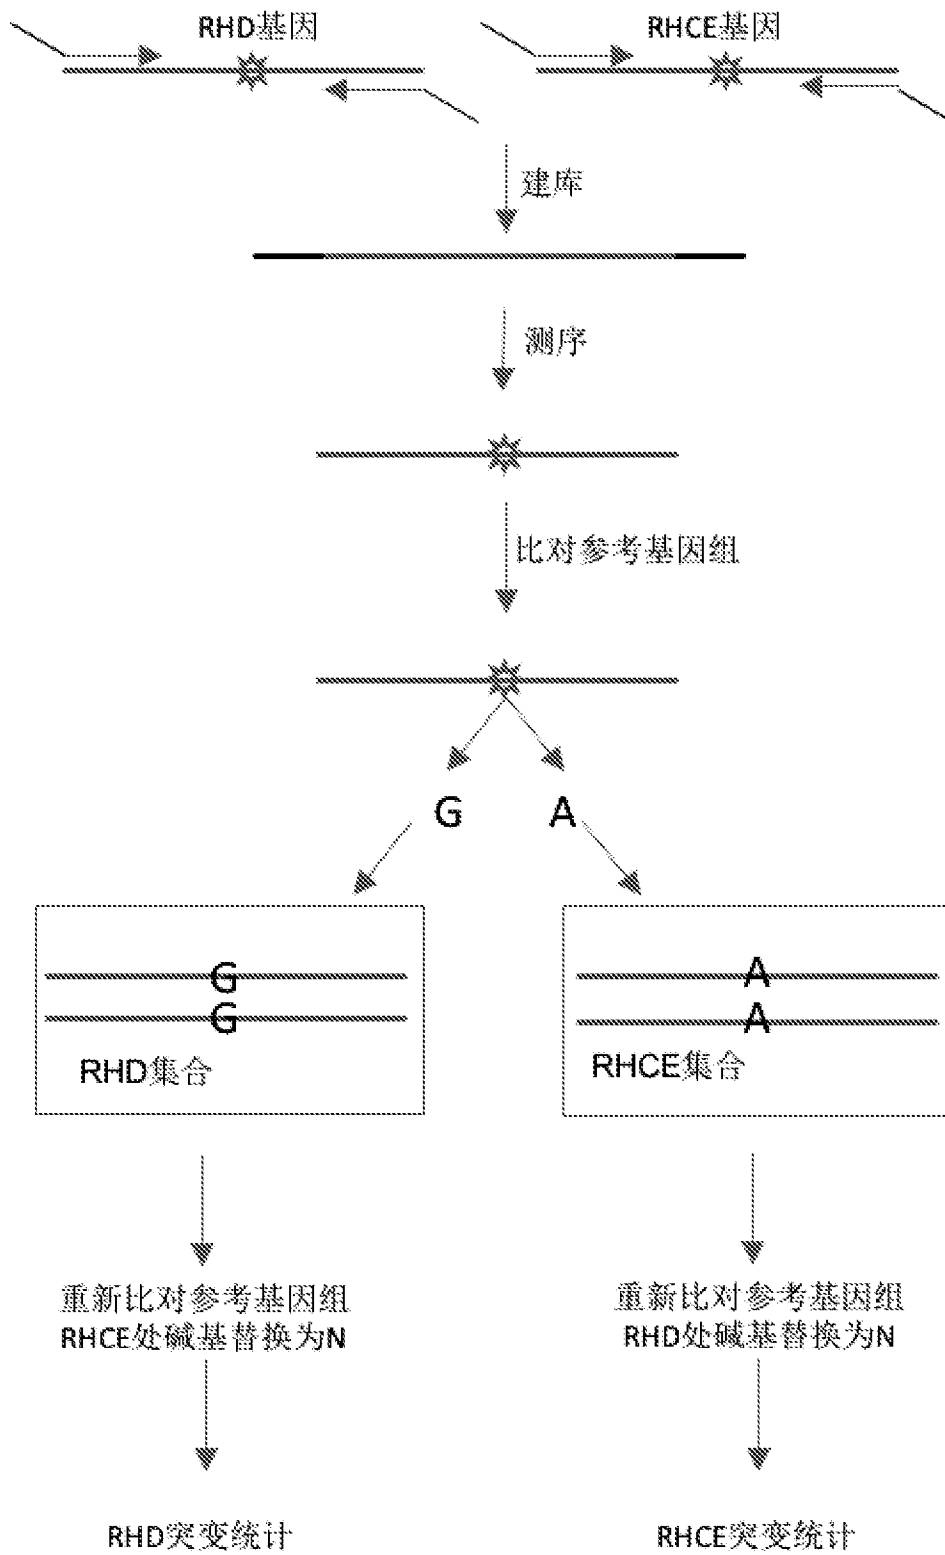 RHD基因
RHCE基因
建库
测序
比对参考基因组
G
A
G
G
RHD集合
A
A
RHCE集合
重新比对参考基因组
RHCE处碱基替换为N
重新比对参考基因组
RHD处碱基替换为N
RHD突变统计
RHCE突变统计